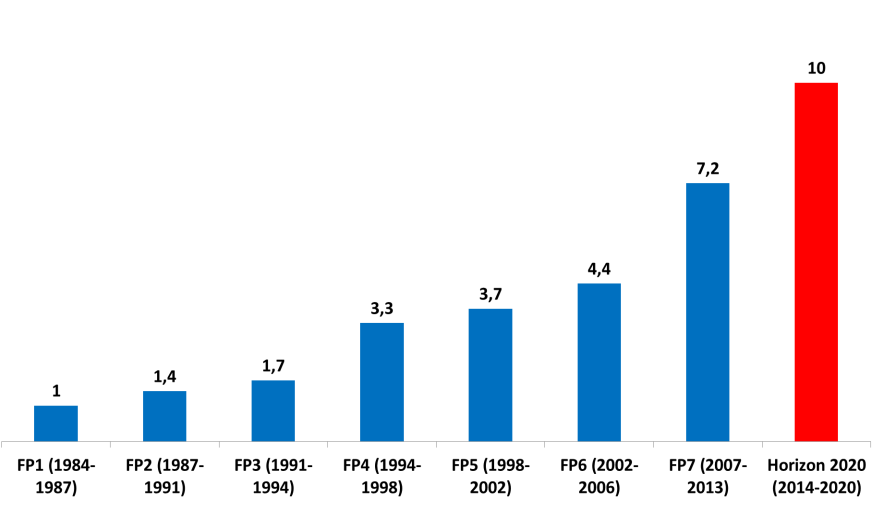 10
7,2
4,4
3,7
3,3
1,7
1,4
1
FP1 (1984-
1987)
FP2 (1987-
1991)
FP3 (1991-
1994)
FP4 (1994-
1998)
FP5 (1998-
2002)
FP6 (2002-
2006)
FP7 (2007-
2013)
Horizon 2020
(2014-2020)